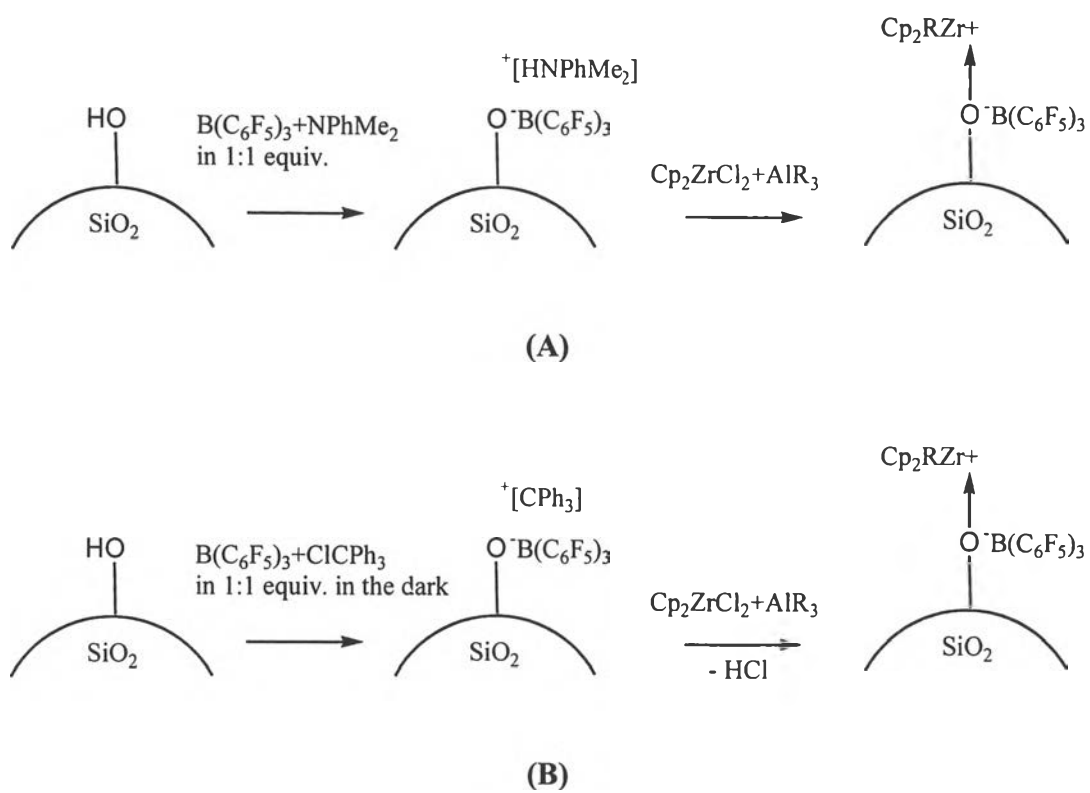 Cp₂RZr+
⁺[HNPhMe₂]
HO
B(C₆F₅)₃+NPhMe₂
in 1:1 equiv.
O⁻B(C₆F₅)₃
Cp₂ZrCl₂+AlR₃
O⁻B(C₆F₅)₃
SiO₂
SiO₂
SiO₂
(A)
Cp₂RZr+
⁺[CPh₃]
HO
B(C₆F₅)₃+ClCPh₃
in 1:1 equiv. in the dark
O⁻B(C₆F₅)₃
Cp₂ZrCl₂+AlR₃
- HCl
O⁻B(C₆F₅)₃
SiO₂
SiO₂
SiO₂
(B)